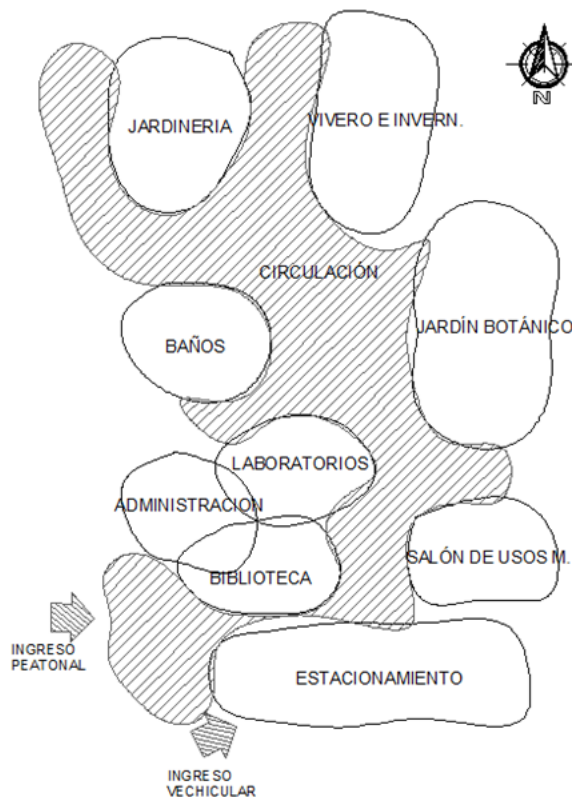 N
JARDINERIA
VIVERO E INVERN.
CIRCULACIÓN
JARDÍN BOTÁNICO
BAÑOS
LABORATORIOS
ADMINISTRACION
BIBLIOTECA
SALÓN DE USOS M.
INGRESO
PEATONAL
ESTACIONAMIENTO
INGRESO
VECHICULAR